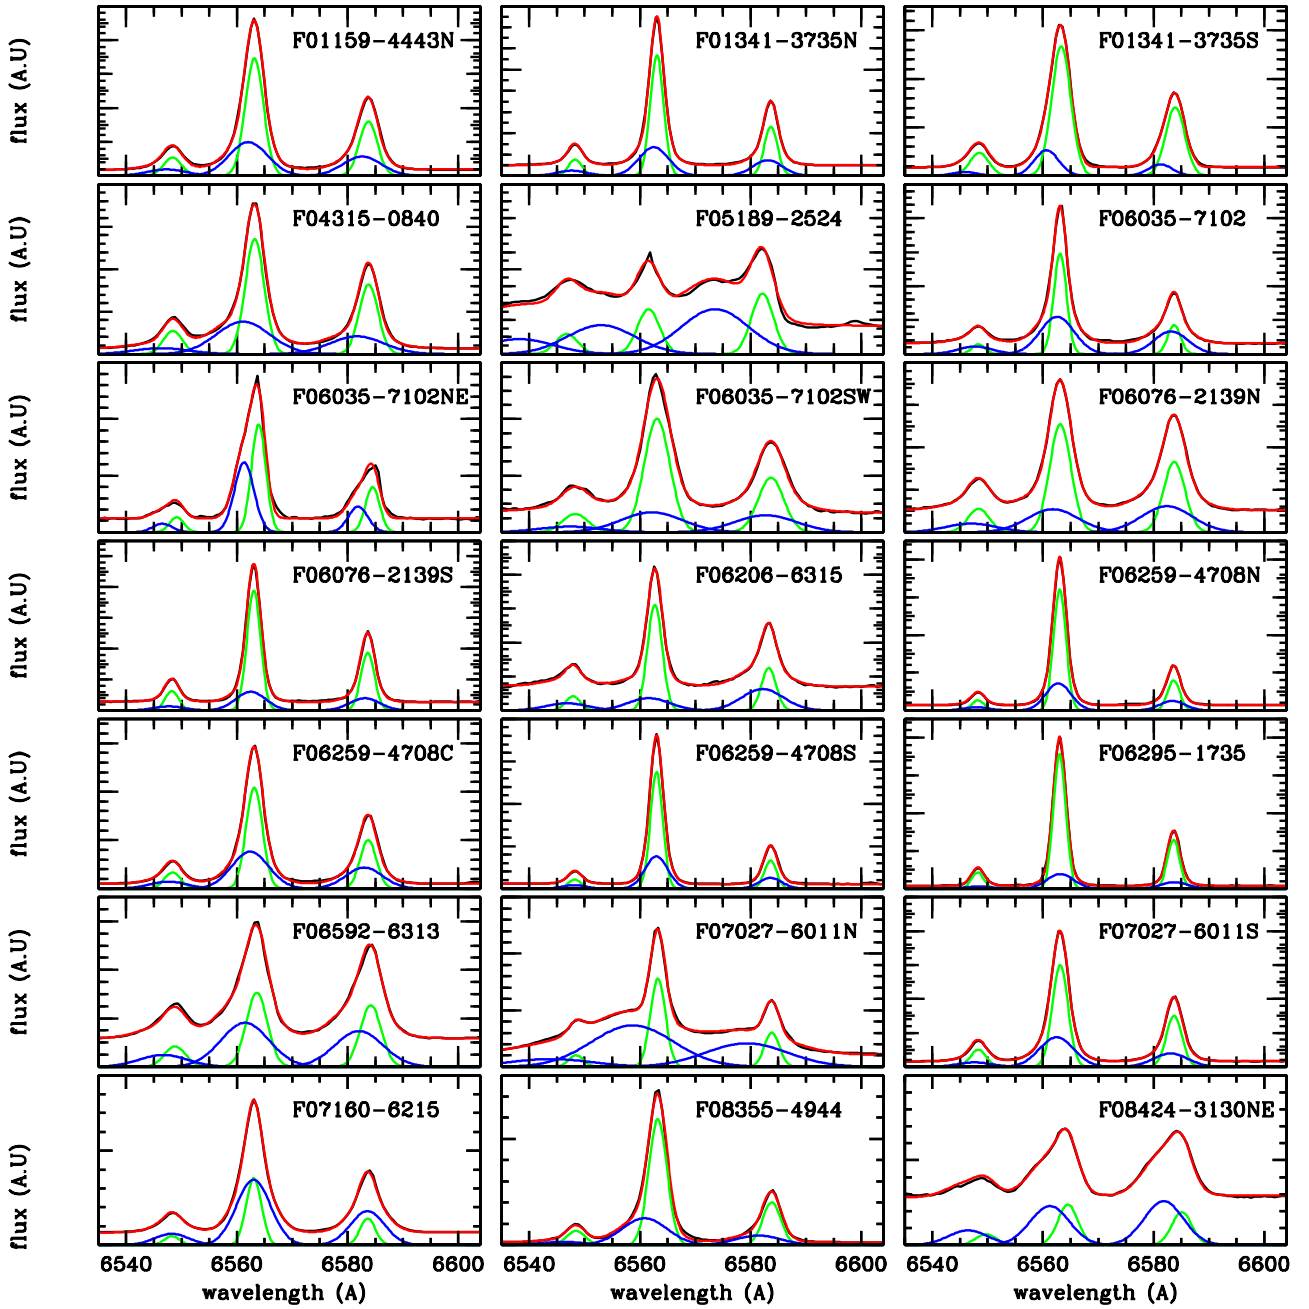 flux (A.U) F01159-4443N F01341-3735N F01341-3735S
flux (A.U) F04315-0840 F05189-2524 F06035-7102
flux (A.U) F06035-7102NE F06035-7102SW F06076-2139N
flux (A.U) F06076-2139S F06206-6315 F06259-4708N
flux (A.U) F06259-4708C F06259-4708S F06295-1735
flux (A.U) F06592-6313 F07027-6011N F07027-6011S
flux (A.U) F07160-6215 F08355-4944 F08424-3130NE
6540 6560 6580 6600 6540 6560 6580 6600 6540 6560 6580 6600
wavelength (A) wavelength (A) wavelength (A)